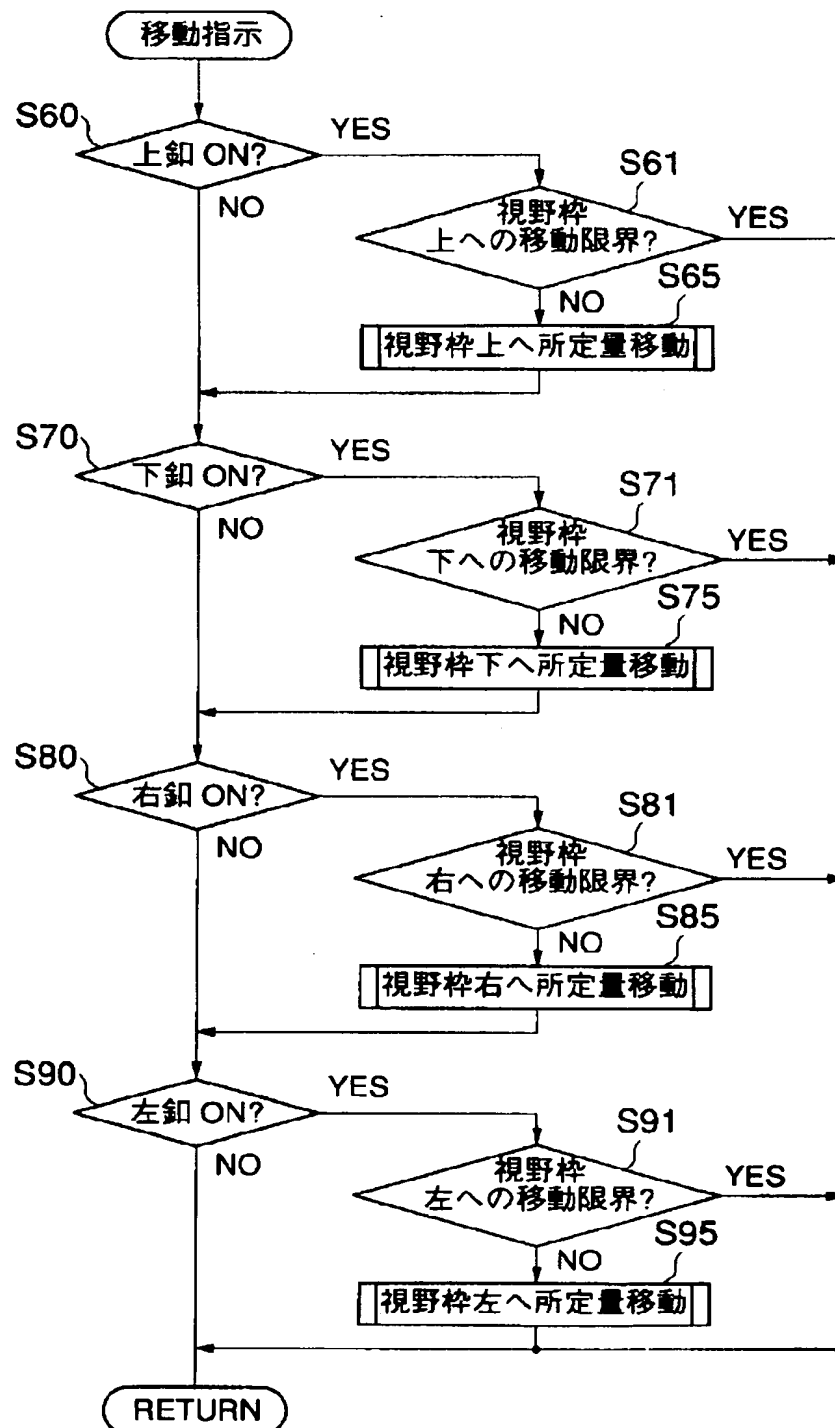 移動指示
S60
上釦 ON?
YES
NO
S61
視野枠
上への移動限界?
YES
NO
S65
視野枠上へ所定量移動
S70
下釦 ON?
YES
NO
S71
視野枠
下への移動限界?
YES
NO
S75
視野枠下へ所定量移動
S80
右釦 ON?
YES
NO
S81
視野枠
右への移動限界?
YES
NO
S85
視野枠右へ所定量移動
S90
左釦 ON?
YES
NO
S91
視野枠
左への移動限界?
YES
NO
S95
視野枠左へ所定量移動
RETURN